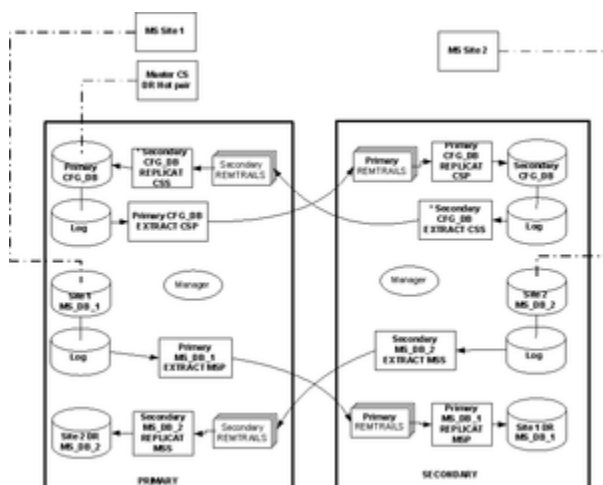 MS Site 1
MS Site 2
Master CS
DR Hot pair
Primary
CFG_DB
* Secondary
CFG_DB
REPLICAT
CSS
Secondary
REMTRAILS
Primary
REMTRAILS
Primary
CFG_DB
REPLICAT
CSP
Secondary
CFG_DB
Log
Primary CFG_DB
EXTRACT CSP
* Secondary
CFG_DB
EXTRACT CSS
Log
Manager
Manager
Site 1
MS_DB_1
Site 2
MS_DB_2
Log
Primary
MS_DB_1
EXTRACT MSP
Secondary
MS_DB_2
EXTRACT MSS
Log
Site 2 DR
MS_DB_2
Secondary
MS_DB_2
REPLICAT
MSS
Secondary
REMTRAILS
Primary
REMTRAILS
Primary
MS_DB_1
REPLICAT
MSP
Site 1 DR
MS_DB_1
PRIMARY
SECONDARY